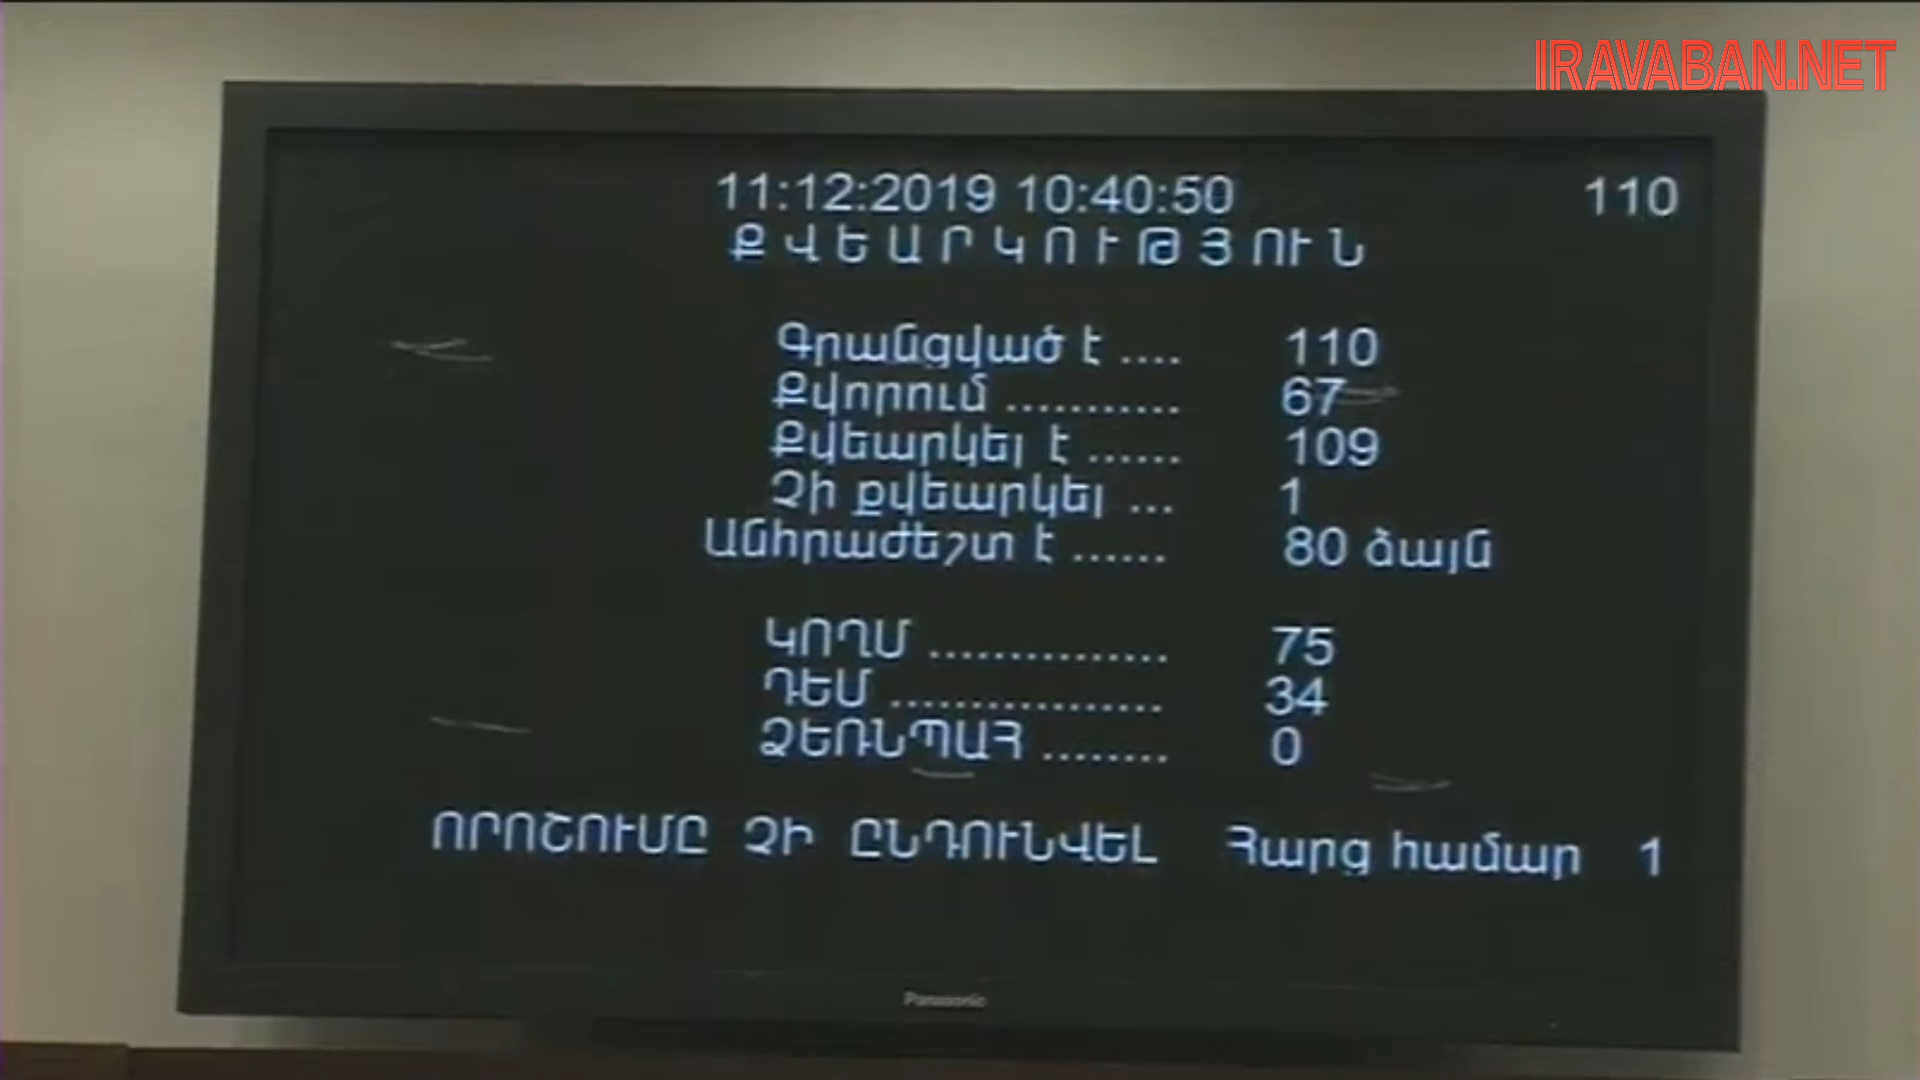 IRAVABAN.NET
11:12:2019 10:40:50 110
ՔՎԵԱՐԿՈՒԹՅՈՒՆ
Գրանցված է .... 110
Քվորում ........... 67
Քվեարկել է ...... 109
Չի քվեարկել ... 1
Անհրաժեշտ է ...... 80 ձայն
ԿՈՂՄ ............... 75
ԴԵՄ ................. 34
ՁԵՌՆՊԱՀ ........ 0
ՈՐՈՇՈՒՄԸ ՉԻ ԸՆԴՈՒՆՎԵԼ Հարց համար 1
Panasonic